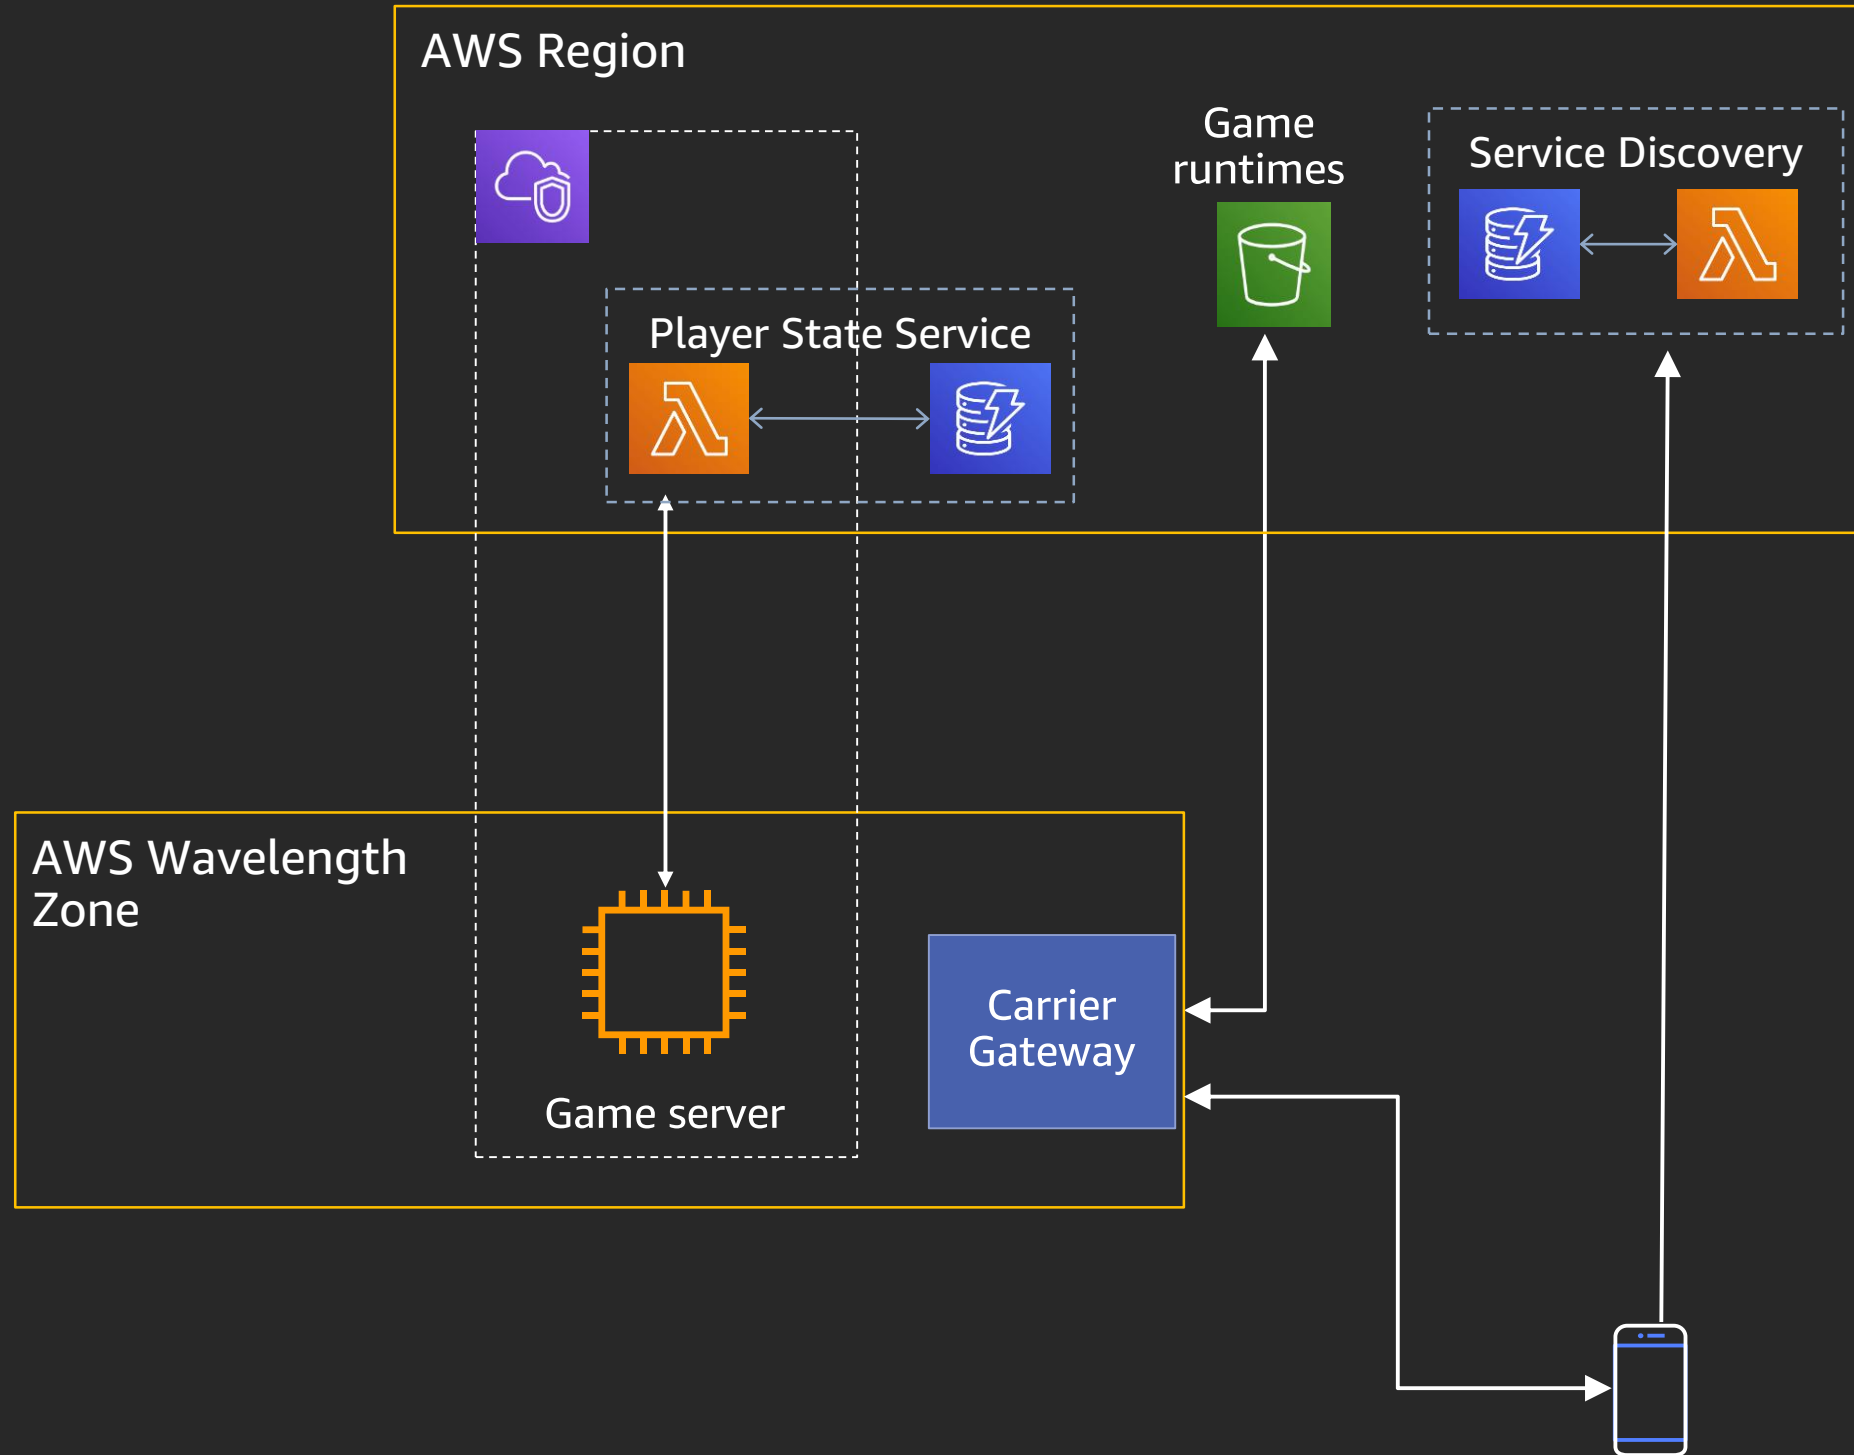 AWS Region
Game
runtimes
Service Discovery
Player State Service
AWS Wavelength
Zone
Carrier
Gateway
Game server